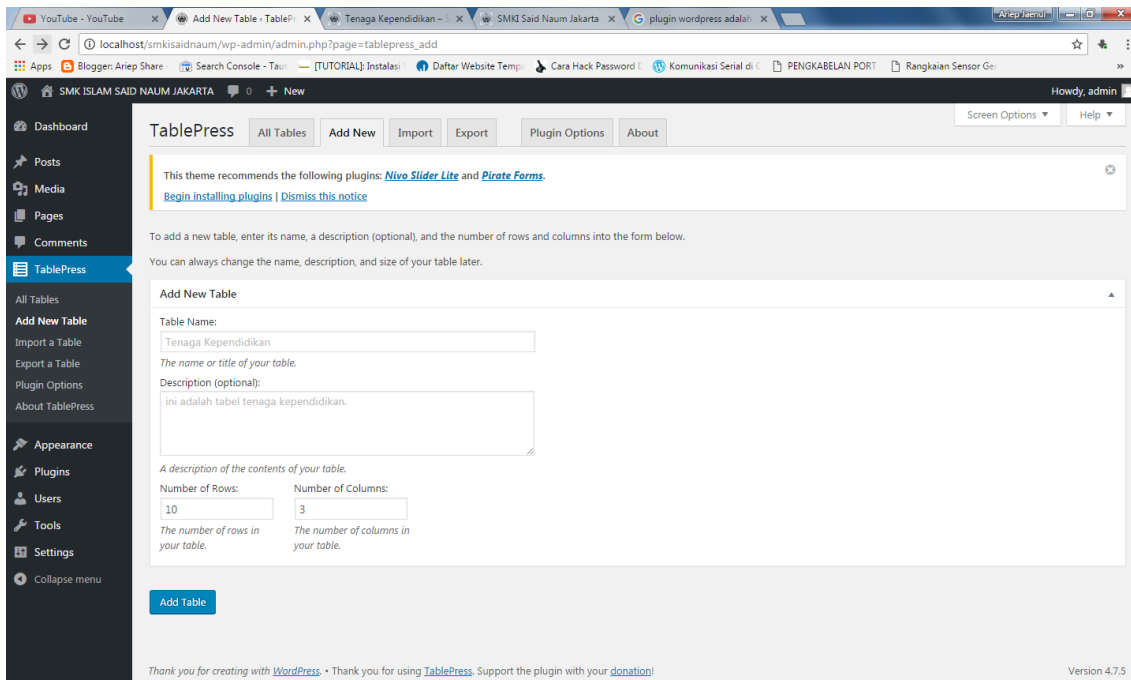 YouTube - YouTube
Add New Table ‹ TablePr
Tenaga Kependidikan – S
SMKI Said Naum Jakarta
plugin wordpress adalah
Ariep Jaenul
localhost/smkisaidnaum/wp-admin/admin.php?page=tablepress_add
Apps Blogger: Ariep Share - Search Console - Taut [TUTORIAL]: Instalasi Daftar Website Temp Cara Hack Password Komunikasi Serial di PENGKABELAN PORT Rangkaian Sensor Ge »
SMK ISLAM SAID NAUM JAKARTA 0 + New Howdy, admin
Screen Options ▼ Help ▼
Dashboard
Posts
Media
Pages
Comments
TablePress
All Tables
Add New Table
Import a Table
Export a Table
Plugin Options
About TablePress
Appearance
Plugins
Users
Tools
Settings
Collapse menu
TablePress All Tables Add New Import Export Plugin Options About
This theme recommends the following plugins: Nivo Slider Lite and Pirate Forms.
Begin installing plugins | Dismiss this notice
To add a new table, enter its name, a description (optional), and the number of rows and columns into the form below.
You can always change the name, description, and size of your table later.
Add New Table
Table Name:
Tenaga Kependidikan
The name or title of your table.
Description (optional):
ini adalah tabel tenaga kependidikan.
A description of the contents of your table.
Number of Rows: Number of Columns:
10 3
The number of rows in The number of columns in
your table. your table.
Add Table
Thank you for creating with WordPress. • Thank you for using TablePress. Support the plugin with your donation!
Version 4.7.5